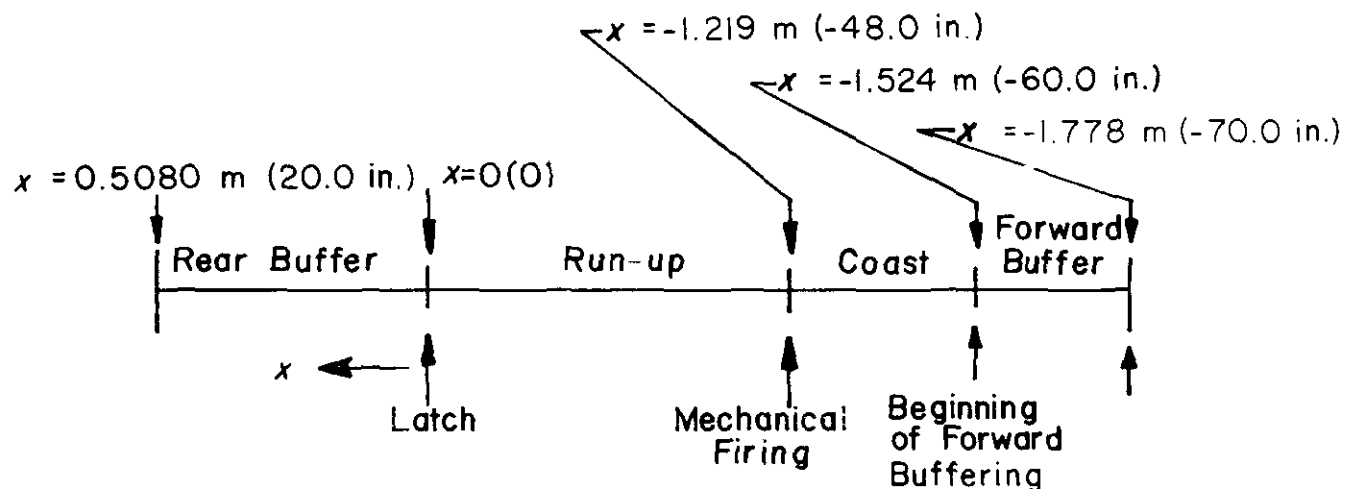 x = -1.219 m (-48.0 in.)
x = -1.524 m (-60.0 in.)
x = -1.778 m (-70.0 in.)
x = 0.5080 m (20.0 in.) x=0(0)
Rear Buffer
Run-up
Coast
Forward
Buffer
x
Latch
Mechanical
Firing
Beginning
of Forward
Buffering